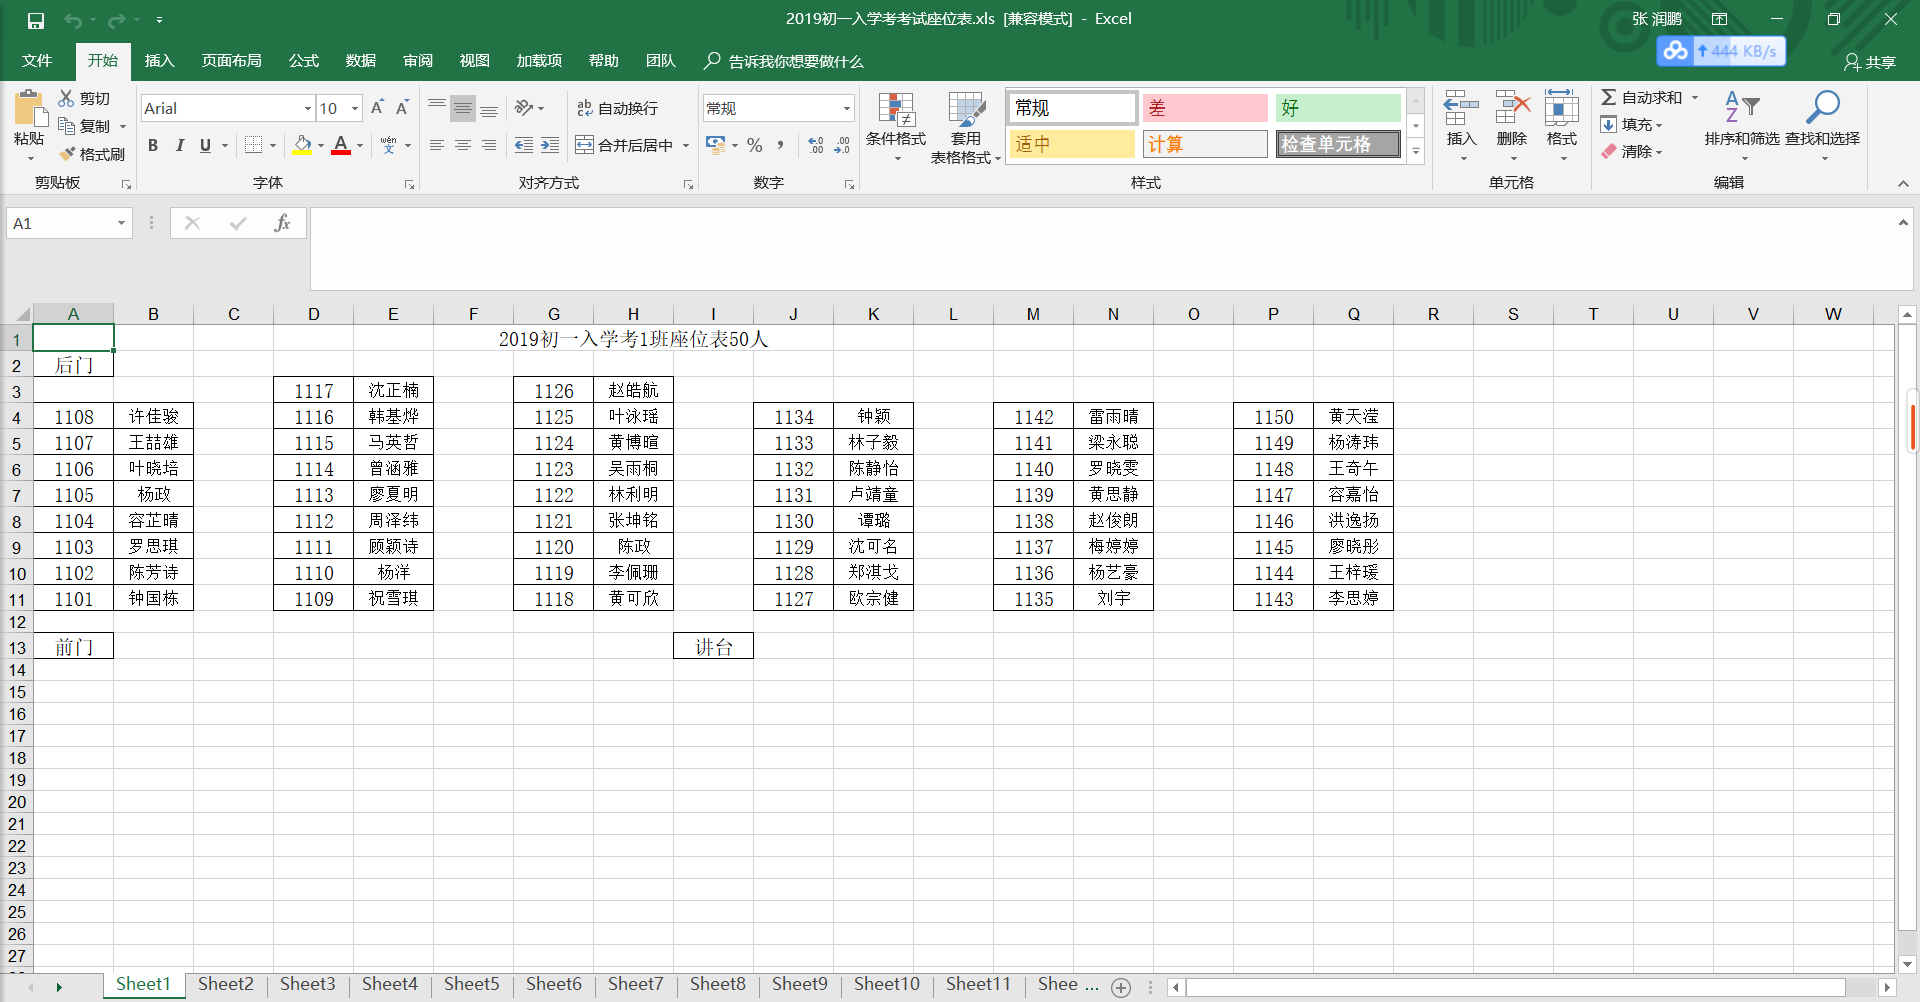 2019初一入学考考试座位表.xls [兼容模式] - Excel
张 润鹏
文件 开始 插入 页面布局 公式 数据 审阅 视图 加载项 帮助 团队 告诉我你想要做什么
444 KB/s
共享
粘贴 剪切 复制 格式刷
Arial 10
B I U A wén 文
ab 自动换行
合并后居中
常规
% ,
条件格式 套用 表格格式
常规 差 好
适中 计算 检查单元格
插入 删除 格式
自动求和 填充 清除
排序和筛选 查找和选择
剪贴板 字体 对齐方式 数字 样式 单元格 编辑
A1 fx
A B C D E F G H I J K L M N O P Q R S T U V W
1 2019初一入学考1班座位表50人
2 后门
3 1117 沈正楠 1126 赵皓航
4 1108 许佳骏 1116 韩基烨 1125 叶泳瑶 1134 钟颖 1142 雷雨晴 1150 黄天滢
5 1107 王喆雄 1115 马英哲 1124 黄博暄 1133 林子毅 1141 梁永聪 1149 杨涛玮
6 1106 叶晓培 1114 曾涵雅 1123 吴雨桐 1132 陈静怡 1140 罗晓雯 1148 王奇午
7 1105 杨政 1113 廖夏明 1122 林利明 1131 卢靖童 1139 黄思静 1147 容嘉怡
8 1104 容芷晴 1112 周泽纬 1121 张坤铭 1130 谭璐 1138 赵俊朗 1146 洪逸扬
9 1103 罗思琪 1111 顾颖诗 1120 陈政 1129 沈可名 1137 梅婷婷 1145 廖晓彤
10 1102 陈芳诗 1110 杨洋 1119 李佩珊 1128 郑淇戈 1136 杨艺豪 1144 王梓瑗
11 1101 钟国栋 1109 祝雪琪 1118 黄可欣 1127 欧宗健 1135 刘宇 1143 李思婷
12
13 前门 讲台
14
15
16
17
18
19
20
21
22
23
24
25
26
27
Sheet1 Sheet2 Sheet3 Sheet4 Sheet5 Sheet6 Sheet7 Sheet8 Sheet9 Sheet10 Sheet11 Shee ...